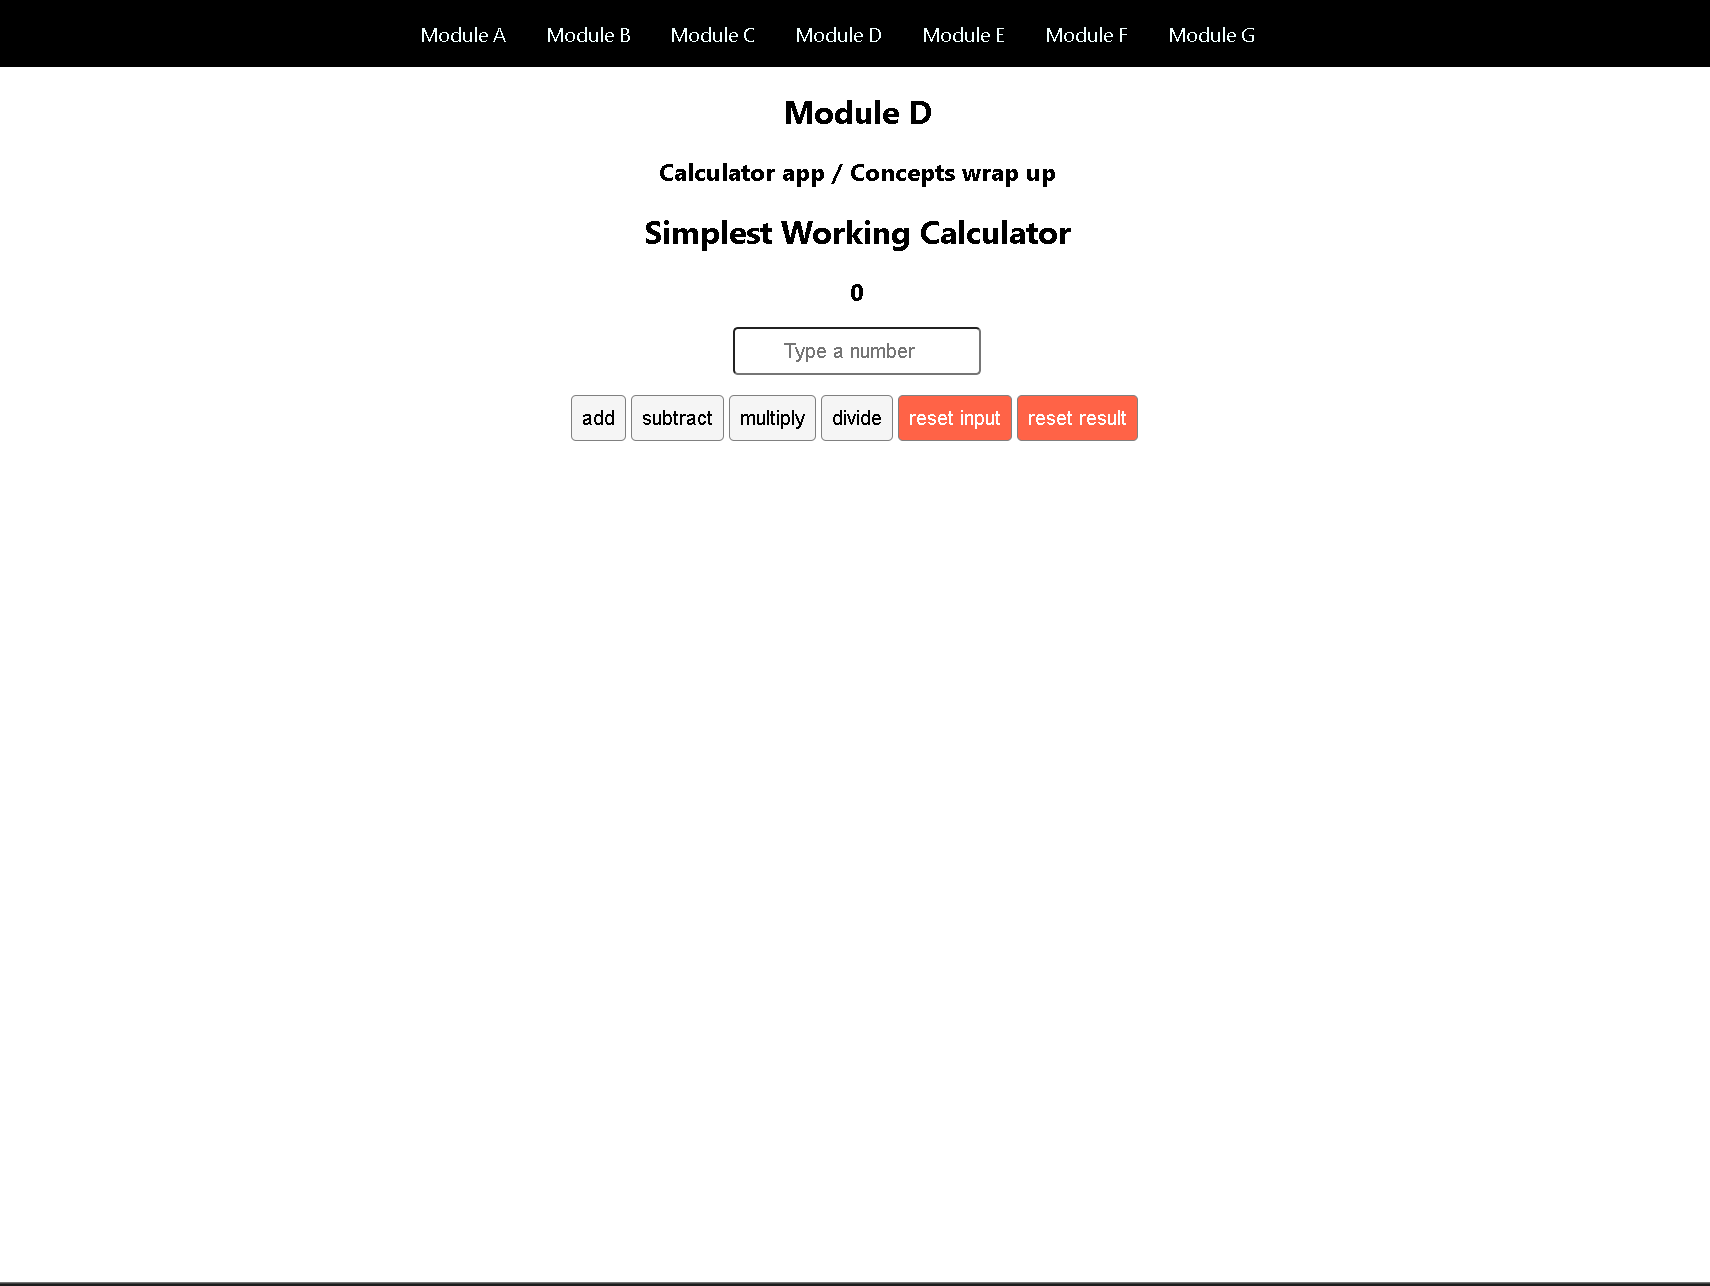 Module A Module B Module C Module D Module E Module F Module G
Module D
Calculator app / Concepts wrap up
Simplest Working Calculator
0
Type a number
add subtract multiply divide reset input reset result